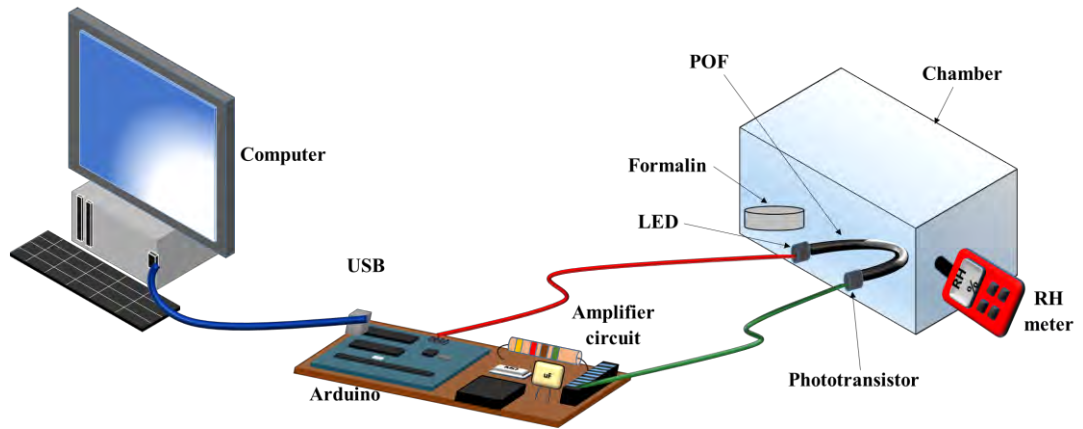 POF
Chamber
Computer
Formalin
LED
USB
RH
%
Amplifier
circuit
RH
meter
Phototransistor
Arduino